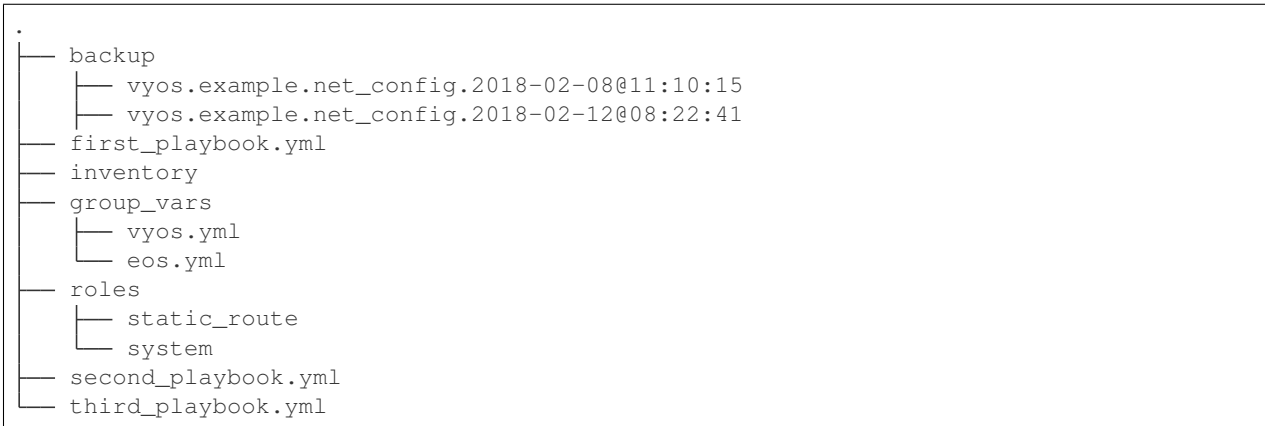 .
├── backup
│   ├── vyos.example.net_config.2018-02-08@11:10:15
│   ├── vyos.example.net_config.2018-02-12@08:22:41
├── first_playbook.yml
├── inventory
├── group_vars
│   ├── vyos.yml
│   └── eos.yml
├── roles
│   ├── static_route
│   └── system
├── second_playbook.yml
└── third_playbook.yml